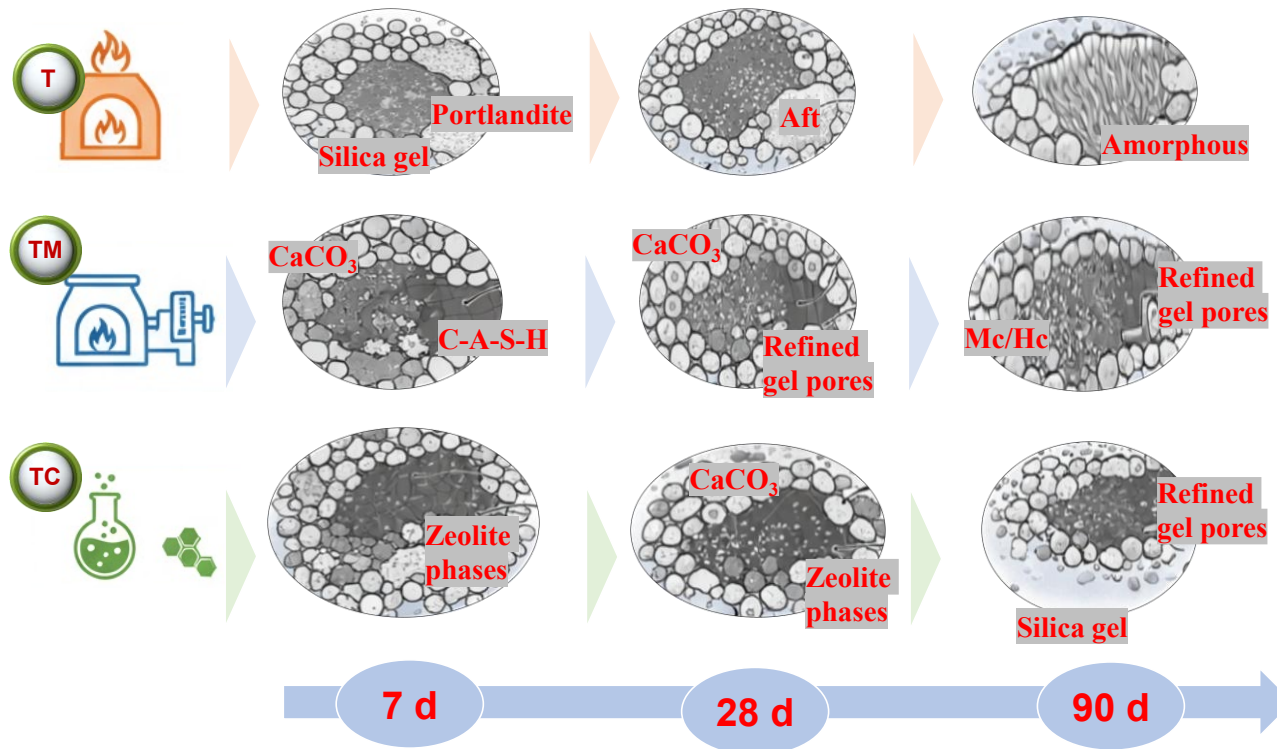 T
Portlandite
Silica gel
Aft
Amorphous
TM
CaCO₃
C-A-S-H
CaCO₃
Refined
gel pores
Mc/Hc
Refined
gel pores
TC
Zeolite
phases
CaCO₃
Zeolite
phases
Refined
gel pores
Silica gel
7 d
28 d
90 d